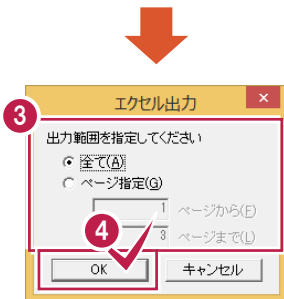 エクセル出力
×
3
出力範囲を指定してください
全て(A)
ページ指定(G)
1 ページから(F)
3 ページまで(L)
4
OK キャンセル